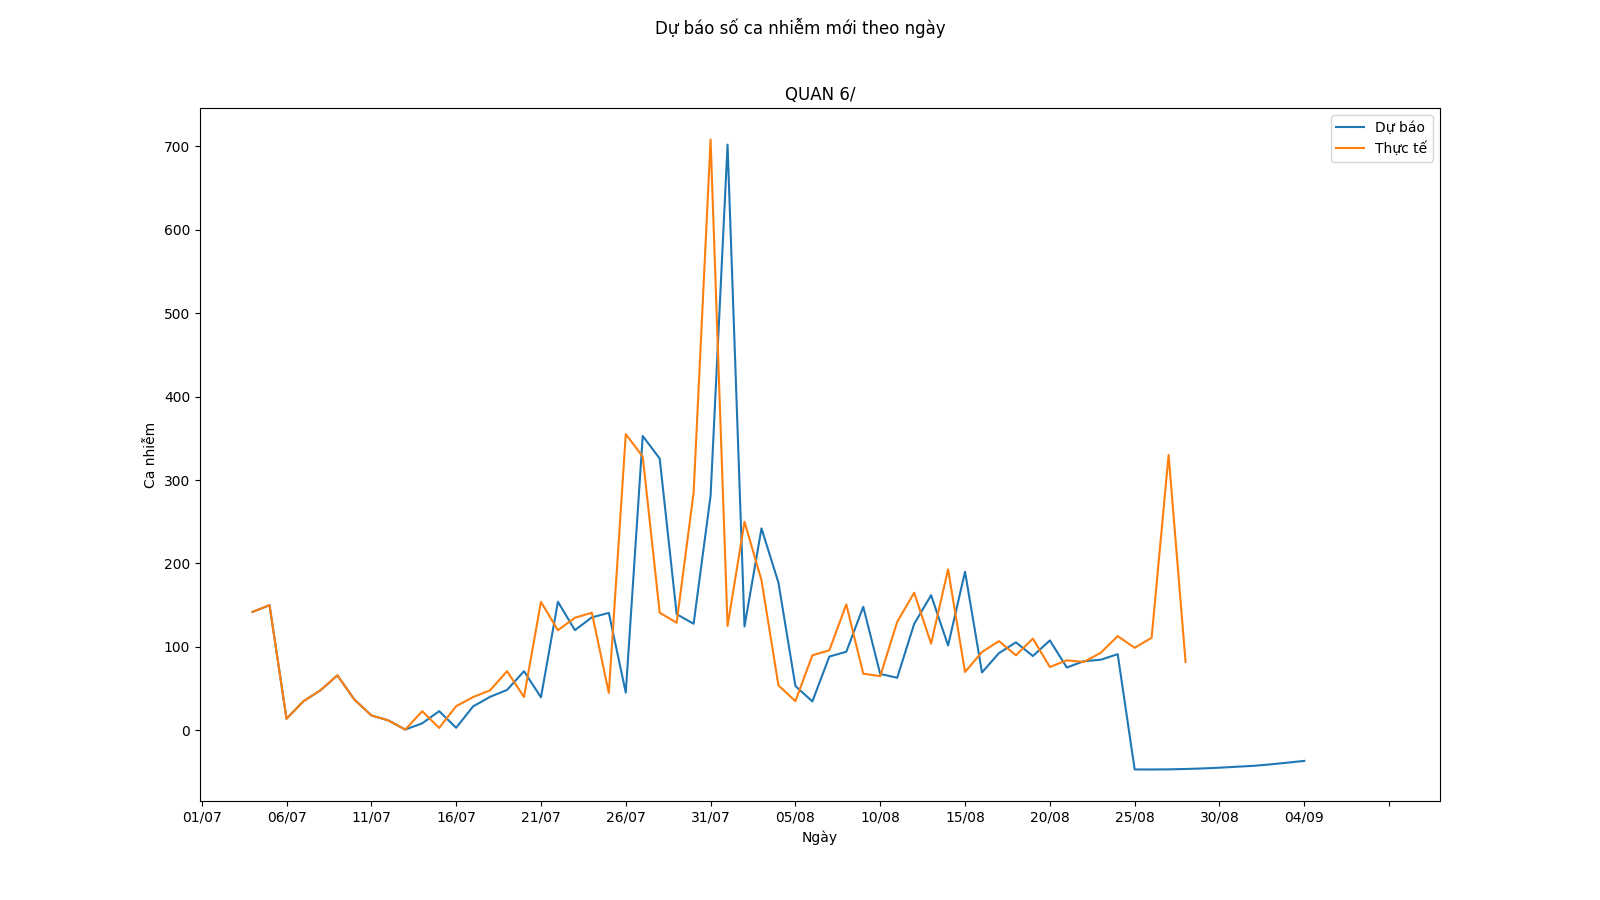 Dự báo số ca nhiễm mới theo ngày
QUAN 6/
Dự báo
Thực tế
Ca nhiễm
700
600
500
400
300
200
100
0
01/07 06/07 11/07 16/07 21/07 26/07 31/07 05/08 10/08 15/08 20/08 25/08 30/08 04/09
Ngày